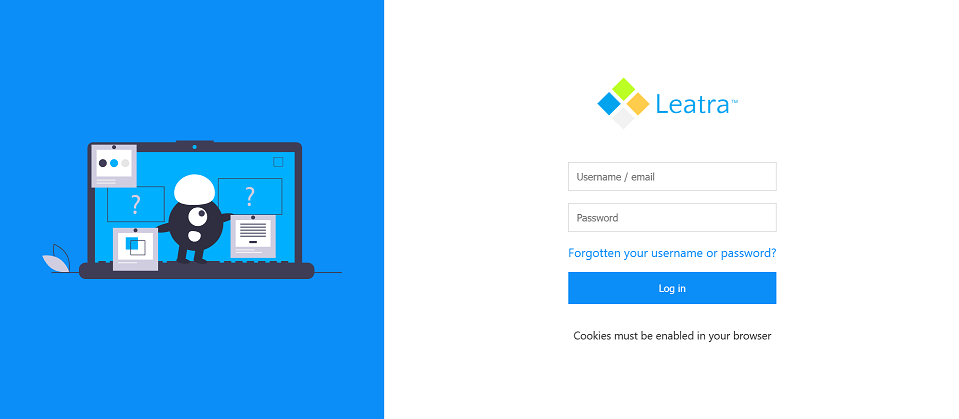 ?
?
Leatra™
Username / email
Password
Forgotten your username or password?
Log in
Cookies must be enabled in your browser